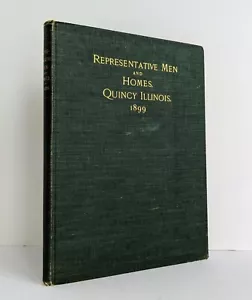 REPRESENTATIVE MEN
AND
HOMES,
QUINCY ILLINOIS.
1899